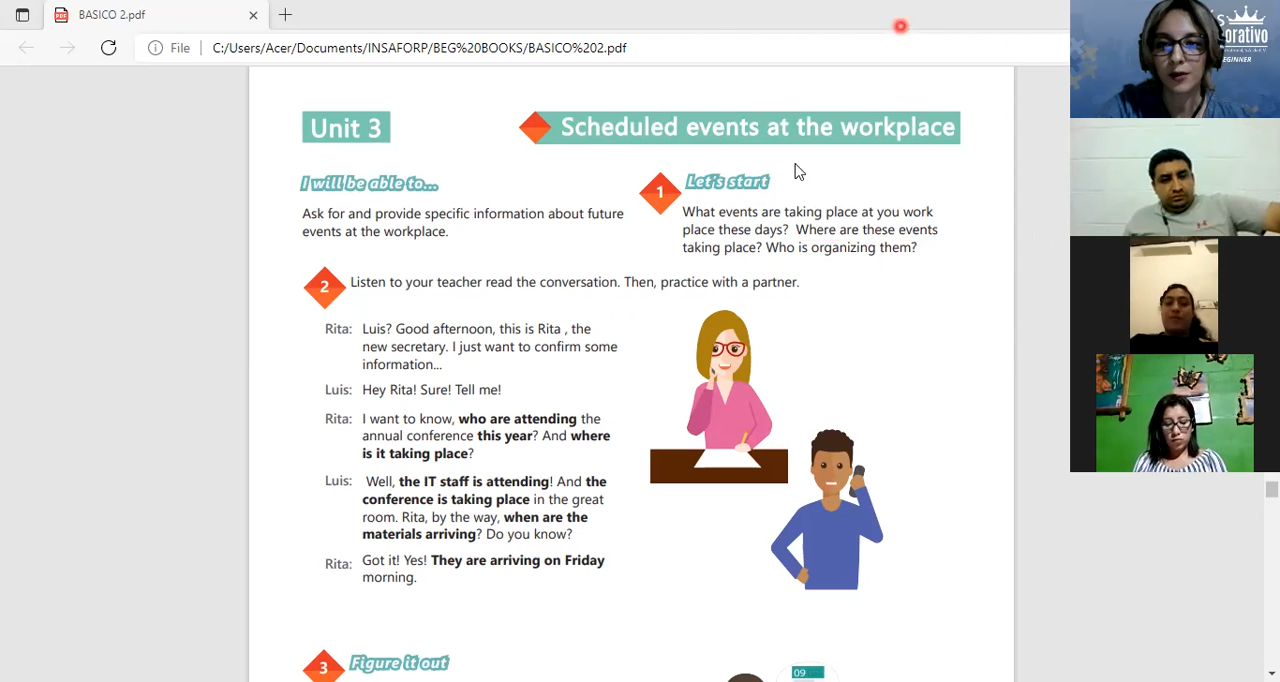 BASICO 2.pdf
File
C:/Users/Acer/Documents/INSAFORP/BEG%20BOOKS/BASICO%202.pdf
orativo
EGINNER
Unit 3
Scheduled events at the workplace
I will be able to...
Ask for and provide specific information about future
events at the workplace.
1
Let's start
What events are taking place at you work
place these days? Where are these events
taking place? Who is organizing them?
2
Listen to your teacher read the conversation. Then, practice with a partner.
Rita: Luis? Good afternoon, this is Rita , the
new secretary. I just want to confirm some
information...
Luis: Hey Rita! Sure! Tell me!
Rita: I want to know, who are attending the
annual conference this year? And where
is it taking place?
Luis: Well, the IT staff is attending! And the
conference is taking place in the great
room. Rita, by the way, when are the
materials arriving? Do you know?
Rita: Got it! Yes! They are arriving on Friday
morning.
3
Figure it out
09